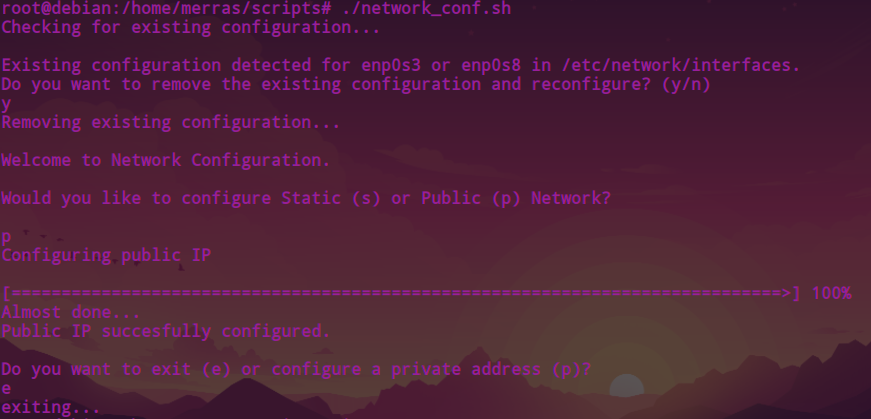 root@debian:/home/merras/scripts# ./network_conf.sh
Checking for existing configuration...
Existing configuration detected for enp0s3 or enp0s8 in /etc/network/interfaces.
Do you want to remove the existing configuration and reconfigure? (y/n)
y
Removing existing configuration...
Welcome to Network Configuration.
Would you like to configure Static (s) or Public (p) Network?
p
Configuring public IP
[=============================================================================>] 100%
Almost done...
Public IP succesfully configured.
Do you want to exit (e) or configure a private address (p)?
e
exiting...